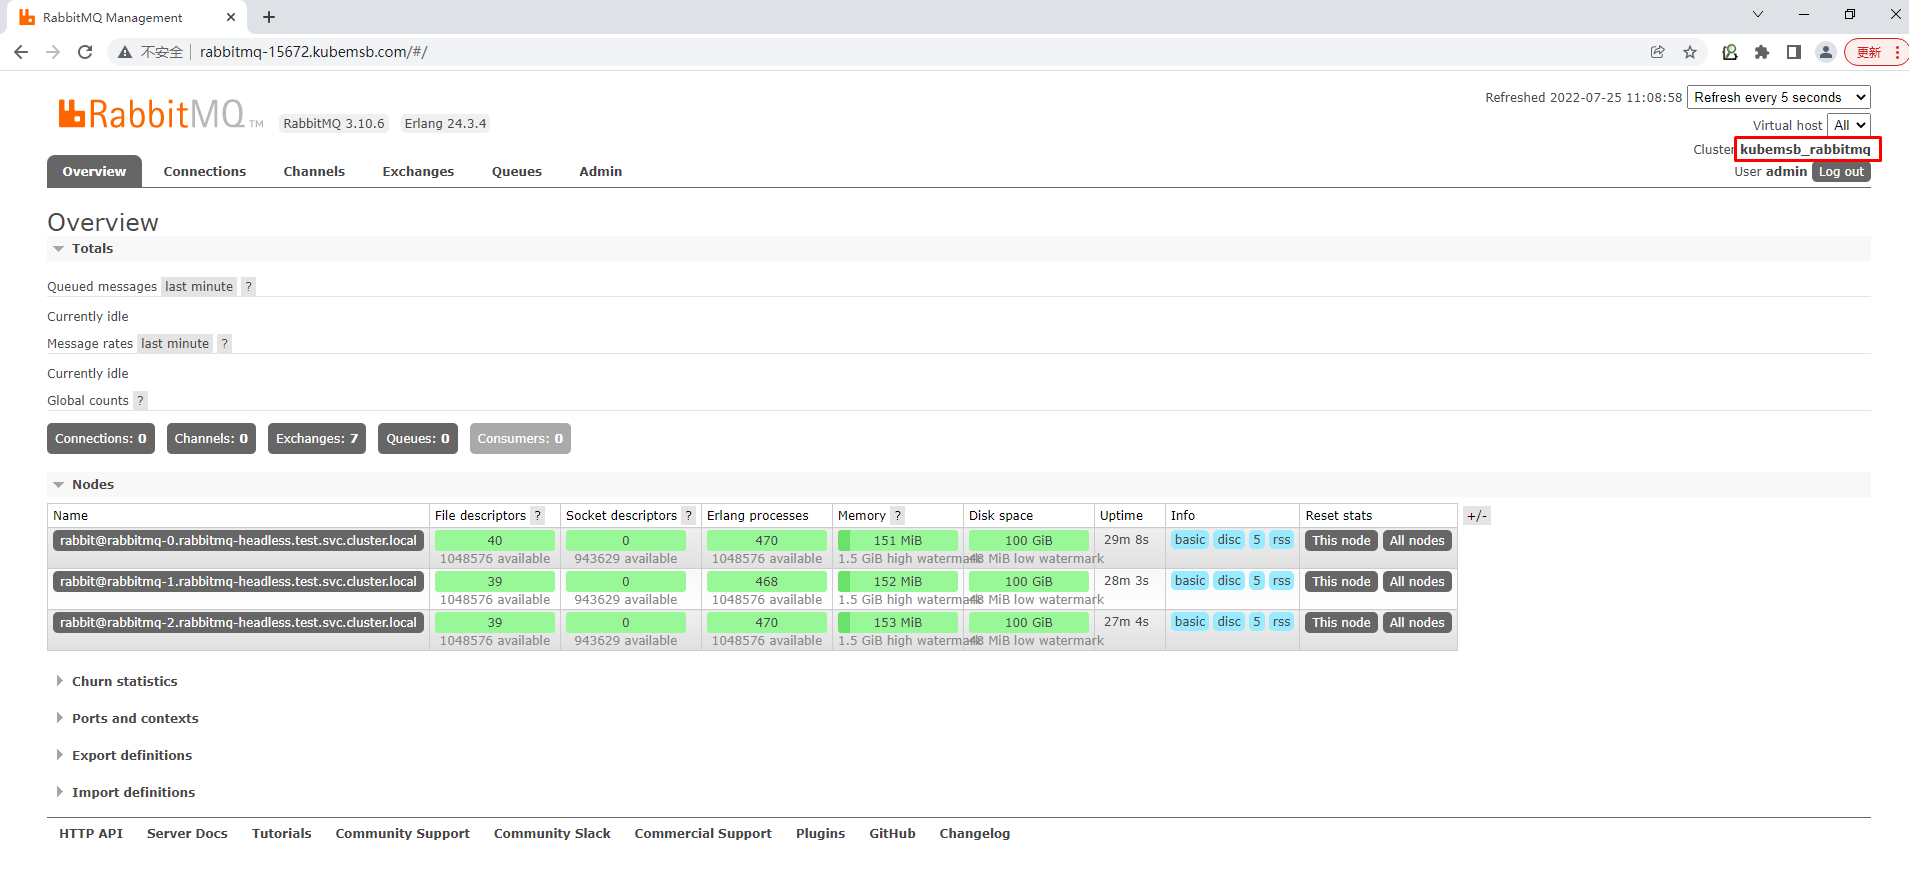 RabbitMQ Management
不安全 rabbitmq-15672.kubemsb.com/#/ 更新
Refreshed 2022-07-25 11:08:58 Refresh every 5 seconds
RabbitMQ TM RabbitMQ 3.10.6 Erlang 24.3.4
Virtual host All
Cluster kubemsb_rabbitmq
User admin Log out
Overview Connections Channels Exchanges Queues Admin
Overview
Totals
Queued messages last minute ?
Currently idle
Message rates last minute ?
Currently idle
Global counts ?
Connections: 0 Channels: 0 Exchanges: 7 Queues: 0 Consumers: 0
Nodes
Name File descriptors ? Socket descriptors ? Erlang processes Memory ? Disk space Uptime Info Reset stats +/-
rabbit@rabbitmq-0.rabbitmq-headless.test.svc.cluster.local 40 0 470 151 MiB 100 GiB 29m 8s basic disc 5 rss This node All nodes
1048576 available 943629 available 1048576 available 1.5 GiB high watermark 48 MiB low watermark
rabbit@rabbitmq-1.rabbitmq-headless.test.svc.cluster.local 39 0 468 152 MiB 100 GiB 28m 3s basic disc 5 rss This node All nodes
1048576 available 943629 available 1048576 available 1.5 GiB high watermark 48 MiB low watermark
rabbit@rabbitmq-2.rabbitmq-headless.test.svc.cluster.local 39 0 470 153 MiB 100 GiB 27m 4s basic disc 5 rss This node All nodes
1048576 available 943629 available 1048576 available 1.5 GiB high watermark 48 MiB low watermark
Churn statistics
Ports and contexts
Export definitions
Import definitions
HTTP API Server Docs Tutorials Community Support Community Slack Commercial Support Plugins GitHub Changelog